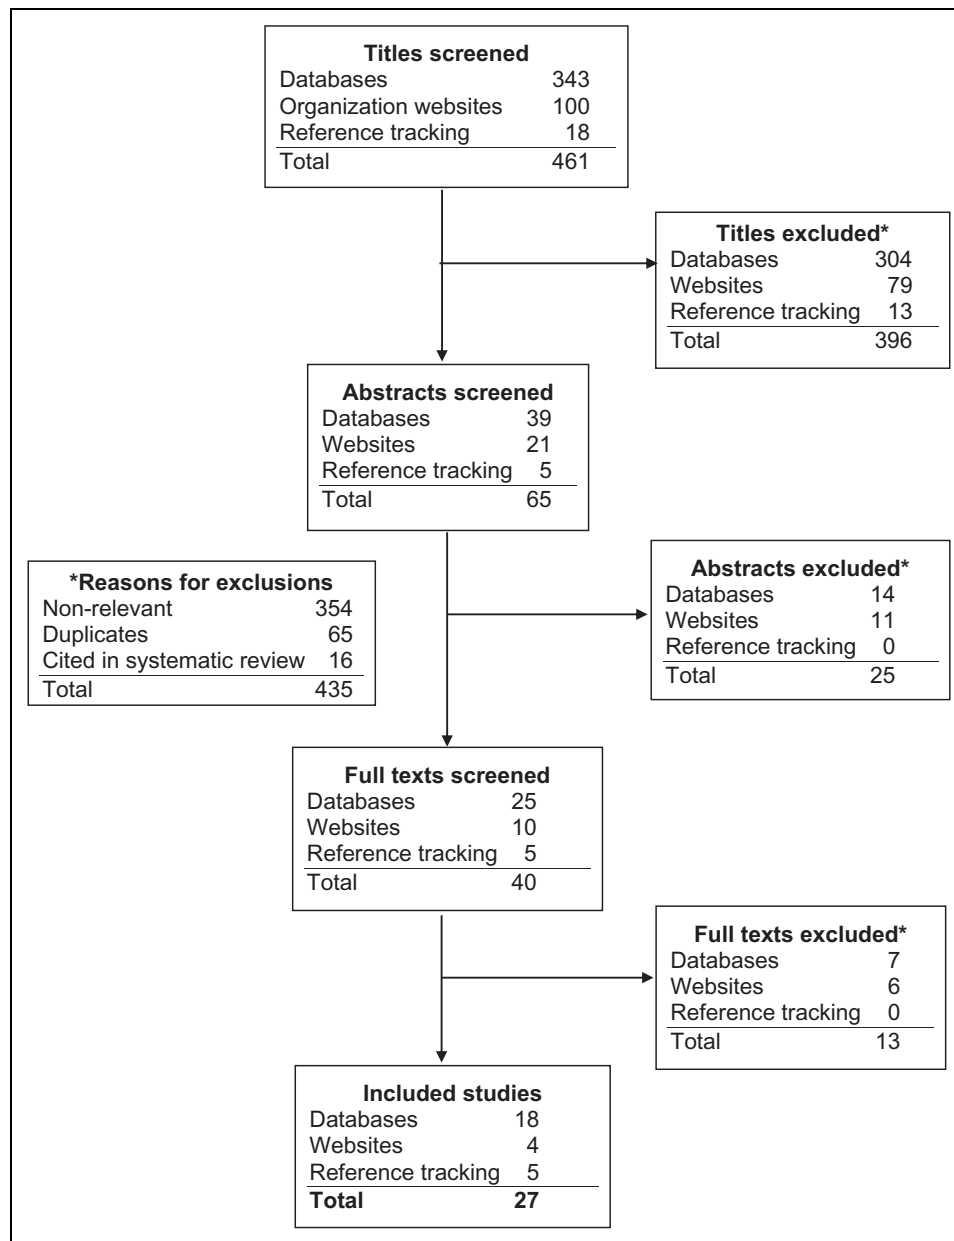 Titles screened
Databases 343
Organization websites 100
Reference tracking 18
Total 461
Titles excluded*
Databases 304
Websites 79
Reference tracking 13
Total 396
Abstracts screened
Databases 39
Websites 21
Reference tracking 5
Total 65
*Reasons for exclusions
Non-relevant 354
Duplicates 65
Cited in systematic review 16
Total 435
Abstracts excluded*
Databases 14
Websites 11
Reference tracking 0
Total 25
Full texts screened
Databases 25
Websites 10
Reference tracking 5
Total 40
Full texts excluded*
Databases 7
Websites 6
Reference tracking 0
Total 13
Included studies
Databases 18
Websites 4
Reference tracking 5
Total 27